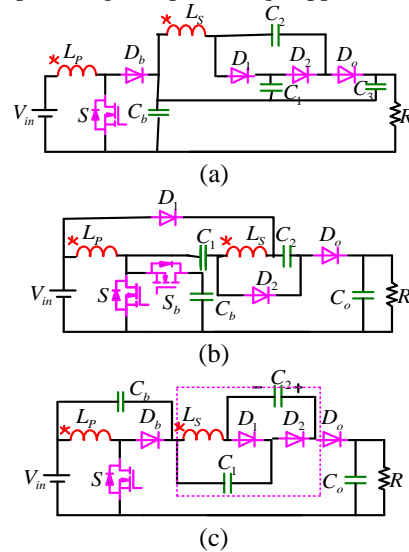 L_S C_2
L_P D_b D_1 D_2 D_o
V_in S C_b C_1 C_3 R
(a)
D_1
L_P C_1 L_S C_2 D_o
V_in S S_b C_b D_2 C_o R
(b)
C_b C_2
L_P D_b L_S D_1 D_2 D_o
V_in S C_1 C_o R
(c)